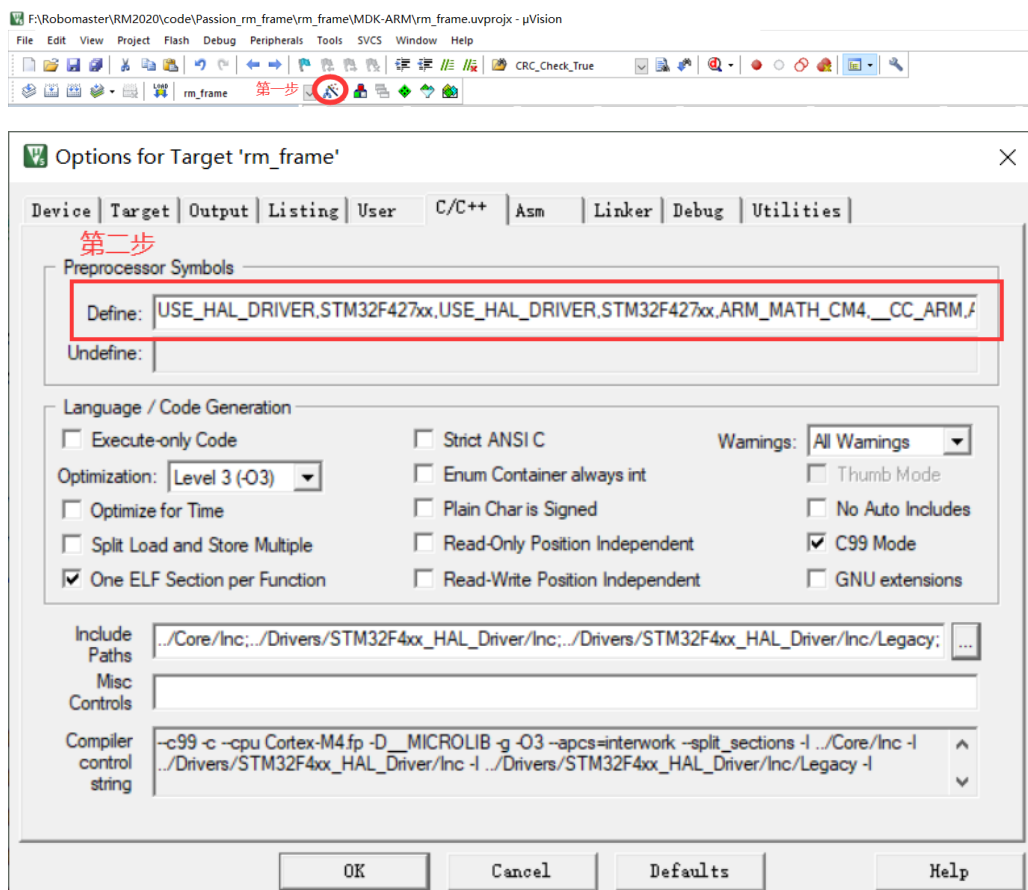 F:\Robomaster\RM2020\code\Passion_rm_frame\rm_frame\MDK-ARM\rm_frame.uvprojx - µVision
File Edit View Project Flash Debug Peripherals Tools SVCS Window Help
CRC_Check_True
LOAD rm_frame 第一步
Options for Target 'rm_frame'
Device Target Output Listing User C/C++ Asm Linker Debug Utilities
第二步
Preprocessor Symbols
Define: USE_HAL_DRIVER,STM32F427xx,USE_HAL_DRIVER,STM32F427xx,ARM_MATH_CM4,__CC_ARM,A
Undefine:
Language / Code Generation
Execute-only Code Strict ANSI C Warnings: All Warnings
Optimization: Level 3 (-O3) Enum Container always int Thumb Mode
Optimize for Time Plain Char is Signed No Auto Includes
Split Load and Store Multiple Read-Only Position Independent C99 Mode
One ELF Section per Function Read-Write Position Independent GNU extensions
Include Paths ../Core/Inc;../Drivers/STM32F4xx_HAL_Driver/Inc;../Drivers/STM32F4xx_HAL_Driver/Inc/Legacy; ...
Misc Controls
Compiler control string --c99 -c --cpu Cortex-M4.fp -D__MICROLIB -g -O3 --apcs=interwork --split_sections -I ../Core/Inc -I
../Drivers/STM32F4xx_HAL_Driver/Inc -I ../Drivers/STM32F4xx_HAL_Driver/Inc/Legacy -I
OK Cancel Defaults Help